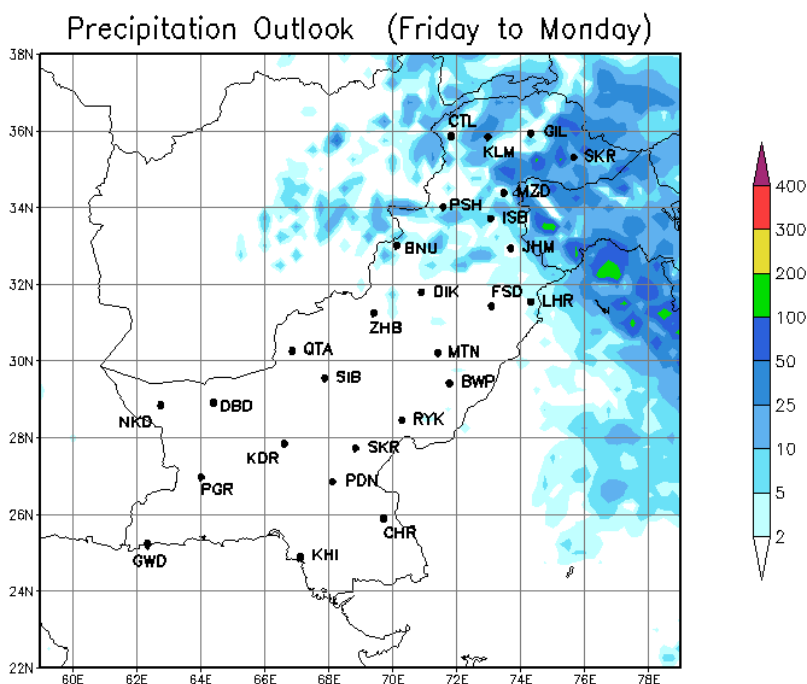 Precipitation Outlook (Friday to Monday)
38N
36N
34N
32N
30N
28N
26N
24N
22N
60E
62E
64E
66E
68E
70E
72E
74E
76E
78E
CTL
KLM
GIL
SKR
MZD
PSH
ISB
BNU
JHM
DIK
FSD
LHR
ZHB
QTA
MTN
SIB
BWP
NKD
DBD
RYK
KDR
SKR
PGR
PDN
CHR
GWD
KHI
400
300
200
100
50
25
10
5
2